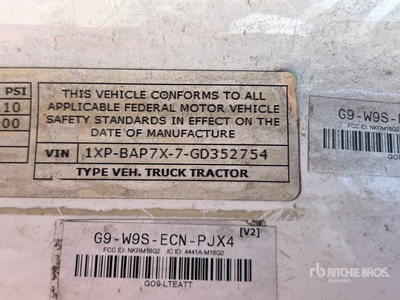 PSI
10
00
THIS VEHICLE CONFORMS TO ALL
APPLICABLE FEDERAL MOTOR VEHICLE
SAFETY STANDARDS IN EFFECT ON THE
DATE OF MANUFACTURE
VIN 1XP-BAP7X-7-GD352754
TYPE VEH. TRUCK TRACTOR
G9-W9S-
FCC ID: NKRM18Q2
G9-W9S-ECN-PJX4 [V2]
FCC ID: NKRM18Q2 IC ID: 4441A-M18Q2
GO9-LTEATT
rb RITCHIE BROS.